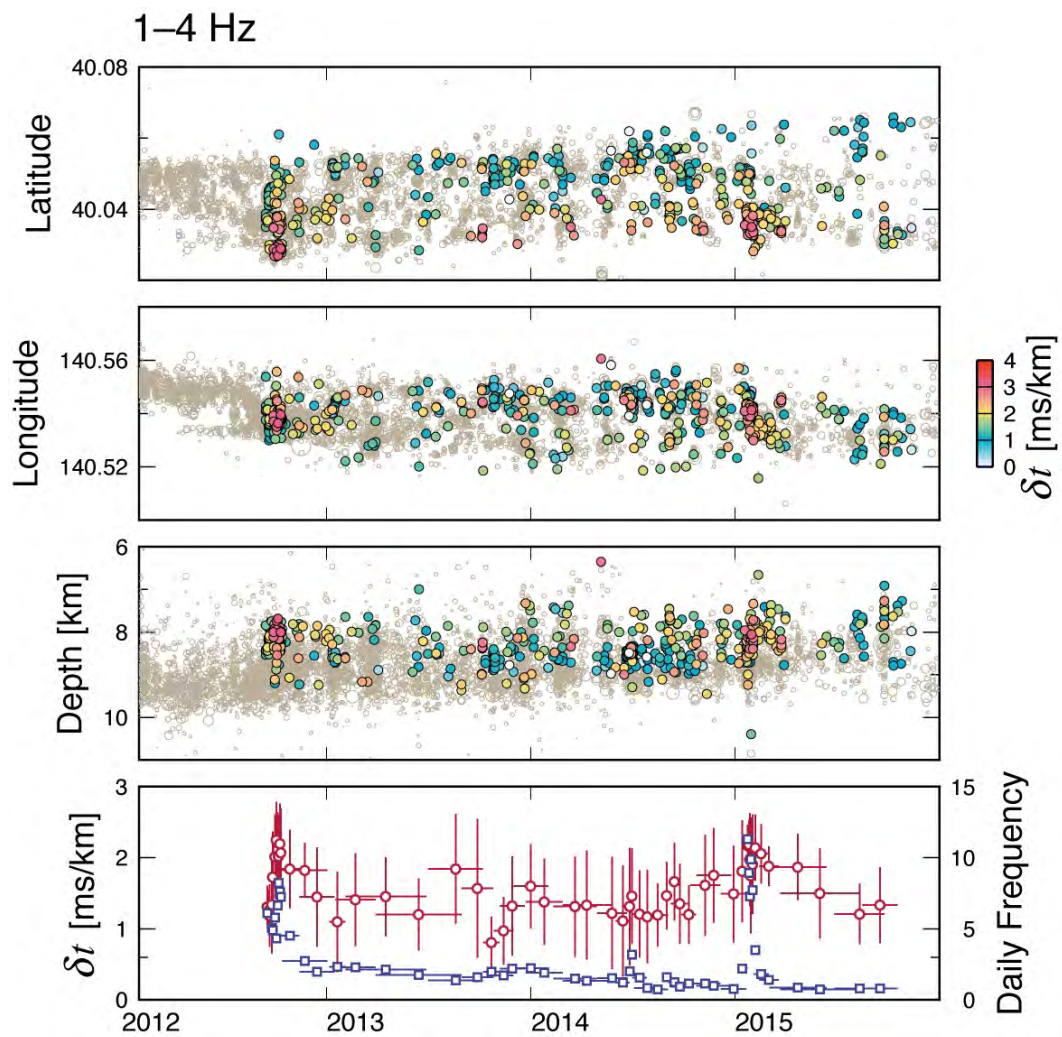 1–4 Hz
40.08
40.04
Latitude
140.56
140.52
Longitude
4
3
2
1
0
δt [ms/km]
6
8
10
Depth [km]
3
2
1
0
δt [ms/km]
15
10
5
0
Daily Frequency
2012 2013 2014 2015